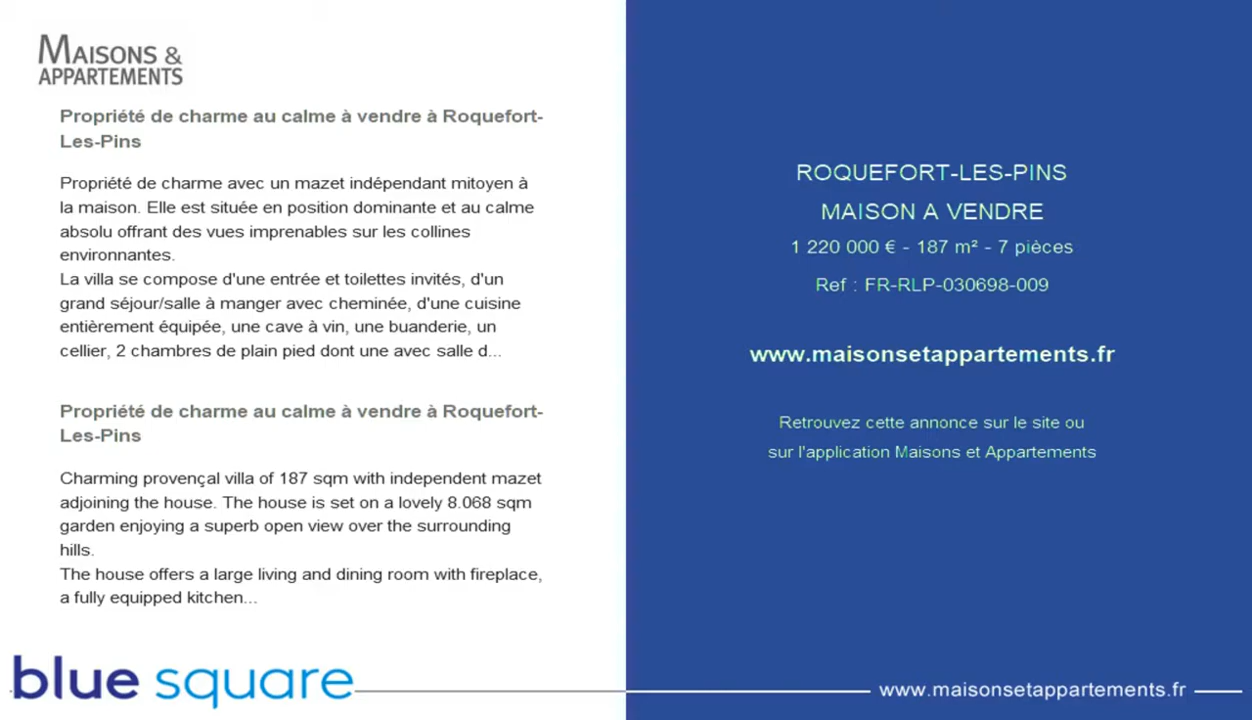 MAISONS &
APPARTEMENTS
Propriété de charme au calme à vendre à Roquefort-
Les-Pins
Propriété de charme avec un mazet indépendant mitoyen à
la maison. Elle est située en position dominante et au calme
absolu offrant des vues imprenables sur les collines
environnantes.
La villa se compose d'une entrée et toilettes invités, d'un
grand séjour/salle à manger avec cheminée, d'une cuisine
entièrement équipée, une cave à vin, une buanderie, un
cellier, 2 chambres de plain pied dont une avec salle d...
Propriété de charme au calme à vendre à Roquefort-
Les-Pins
Charming provençal villa of 187 sqm with independent mazet
adjoining the house. The house is set on a lovely 8.068 sqm
garden enjoying a superb open view over the surrounding
hills.
The house offers a large living and dining room with fireplace,
a fully equipped kitchen...
blue square
ROQUEFORT-LES-PINS
MAISON A VENDRE
1 220 000 € - 187 m² - 7 pièces
Ref : FR-RLP-030698-009
www.maisonsetappartements.fr
Retrouvez cette annonce sur le site ou
sur l'application Maisons et Appartements
www.maisonsetappartements.fr